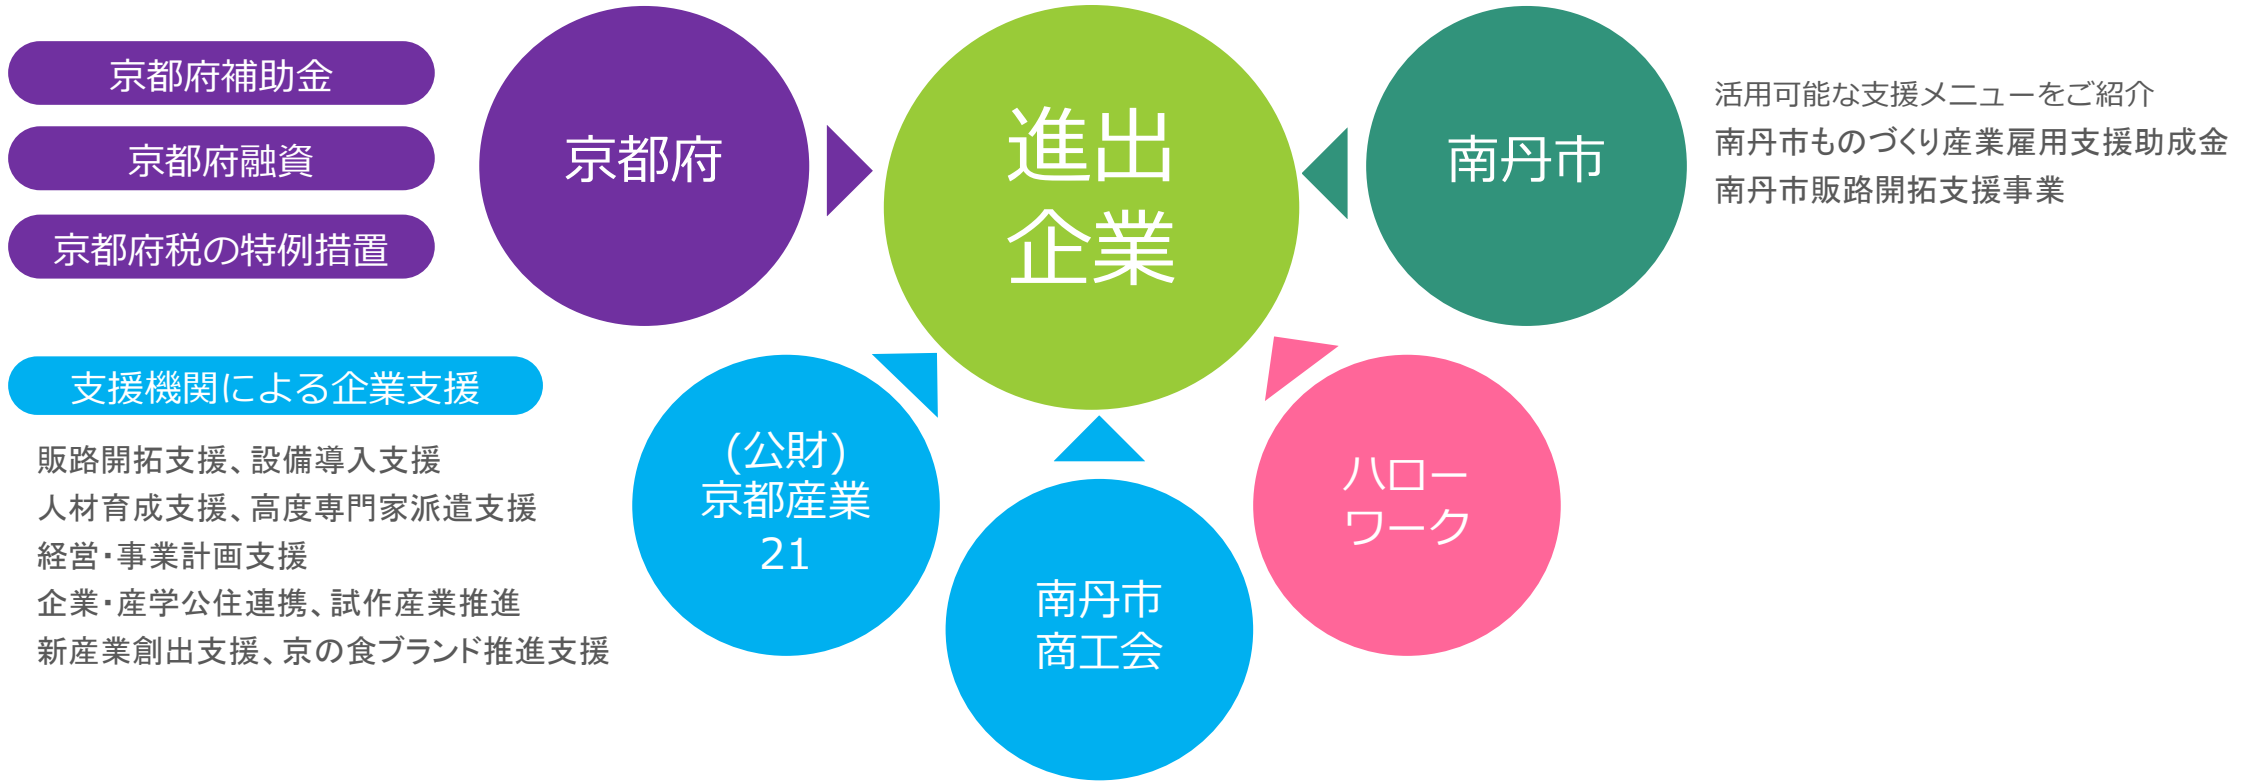 京都府補助金
京都府融資
京都府税の特例措置
京都府
進出
企業
南丹市
活用可能な支援メニューをご紹介
南丹市ものづくり産業雇用支援助成金
南丹市販路開拓支援事業
支援機関による企業支援
販路開拓支援、設備導入支援
人材育成支援、高度専門家派遣支援
経営・事業計画支援
企業・産学公住連携、試作産業推進
新産業創出支援、京の食ブランド推進支援
（公財）
京都産業
21
南丹市
商工会
ハロー
ワーク